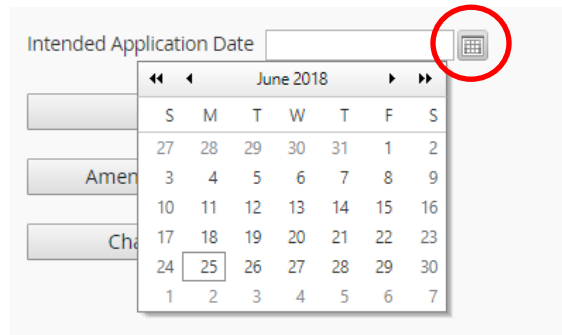 Intended Application Date
June 2018
S M T W T F S
27 28 29 30 31 1 2
3 4 5 6 7 8 9
10 11 12 13 14 15 16
17 18 19 20 21 22 23
24 25 26 27 28 29 30
1 2 3 4 5 6 7